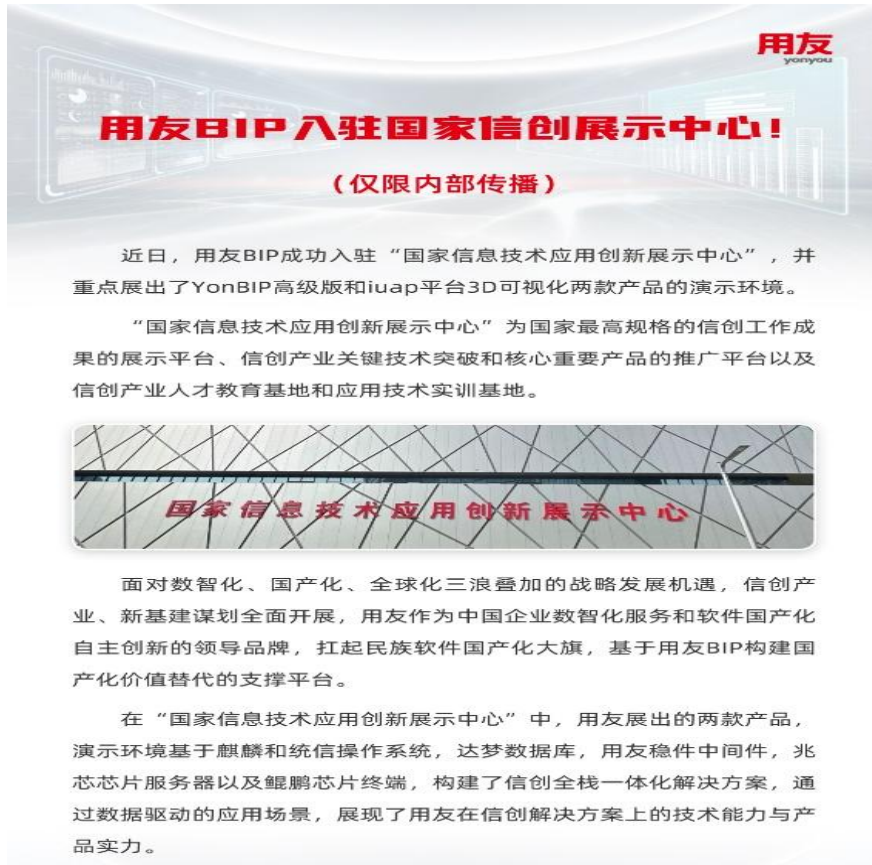 用友
yonyou
用友BIP入驻国家信创展示中心！
（仅限内部传播）
近日，用友BIP成功入驻“国家信息技术应用创新展示中心”，并
重点展出了YonBIP高级版和iuap平台3D可视化两款产品的演示环境。
“国家信息技术应用创新展示中心”为国家最高规格的信创工作成
果的展示平台、信创产业关键技术突破和核心重要产品的推广平台以及
信创产业人才教育基地和应用技术实训基地。
国家信息技术应用创新展示中心
面对数智化、国产化、全球化三浪叠加的战略发展机遇，信创产
业、新基建谋划全面开展，用友作为中国企业数智化服务和软件国产化
自主创新的领导品牌，扛起民族软件国产化大旗，基于用友BIP构建国
产化价值替代的支撑平台。
在“国家信息技术应用创新展示中心”中，用友展出的两款产品，
演示环境基于麒麟和统信操作系统，达梦数据库，用友稳件中间件，兆
芯芯片服务器以及鲲鹏芯片终端，构建了信创全栈一体化解决方案，通
过数据驱动的应用场景，展现了用友在信创解决方案上的技术能力与产
品实力。